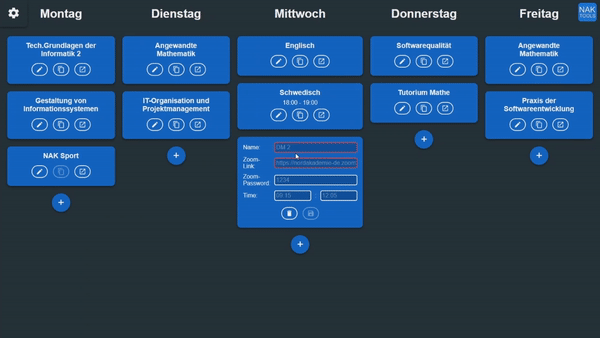 Montag
Dienstag
Mittwoch
Donnerstag
Freitag
NAK
TOOLS
Tech.Grundlagen der
Informatik 2
Gestaltung von
Informationssystemen
NAK Sport
Angewandte
Mathematik
IT-Organisation und
Projektmanagement
Englisch
Schwedisch
18:00 - 19:00
Name:
DM 2
Zoom-
Link:
https://nordakademie-de.zoom
Zoom-
Password:
1234
Time:
09:15
12:55
Softwarequalität
Tutorium Mathe
Angewandte
Mathematik
Praxis der
Softwareentwicklung